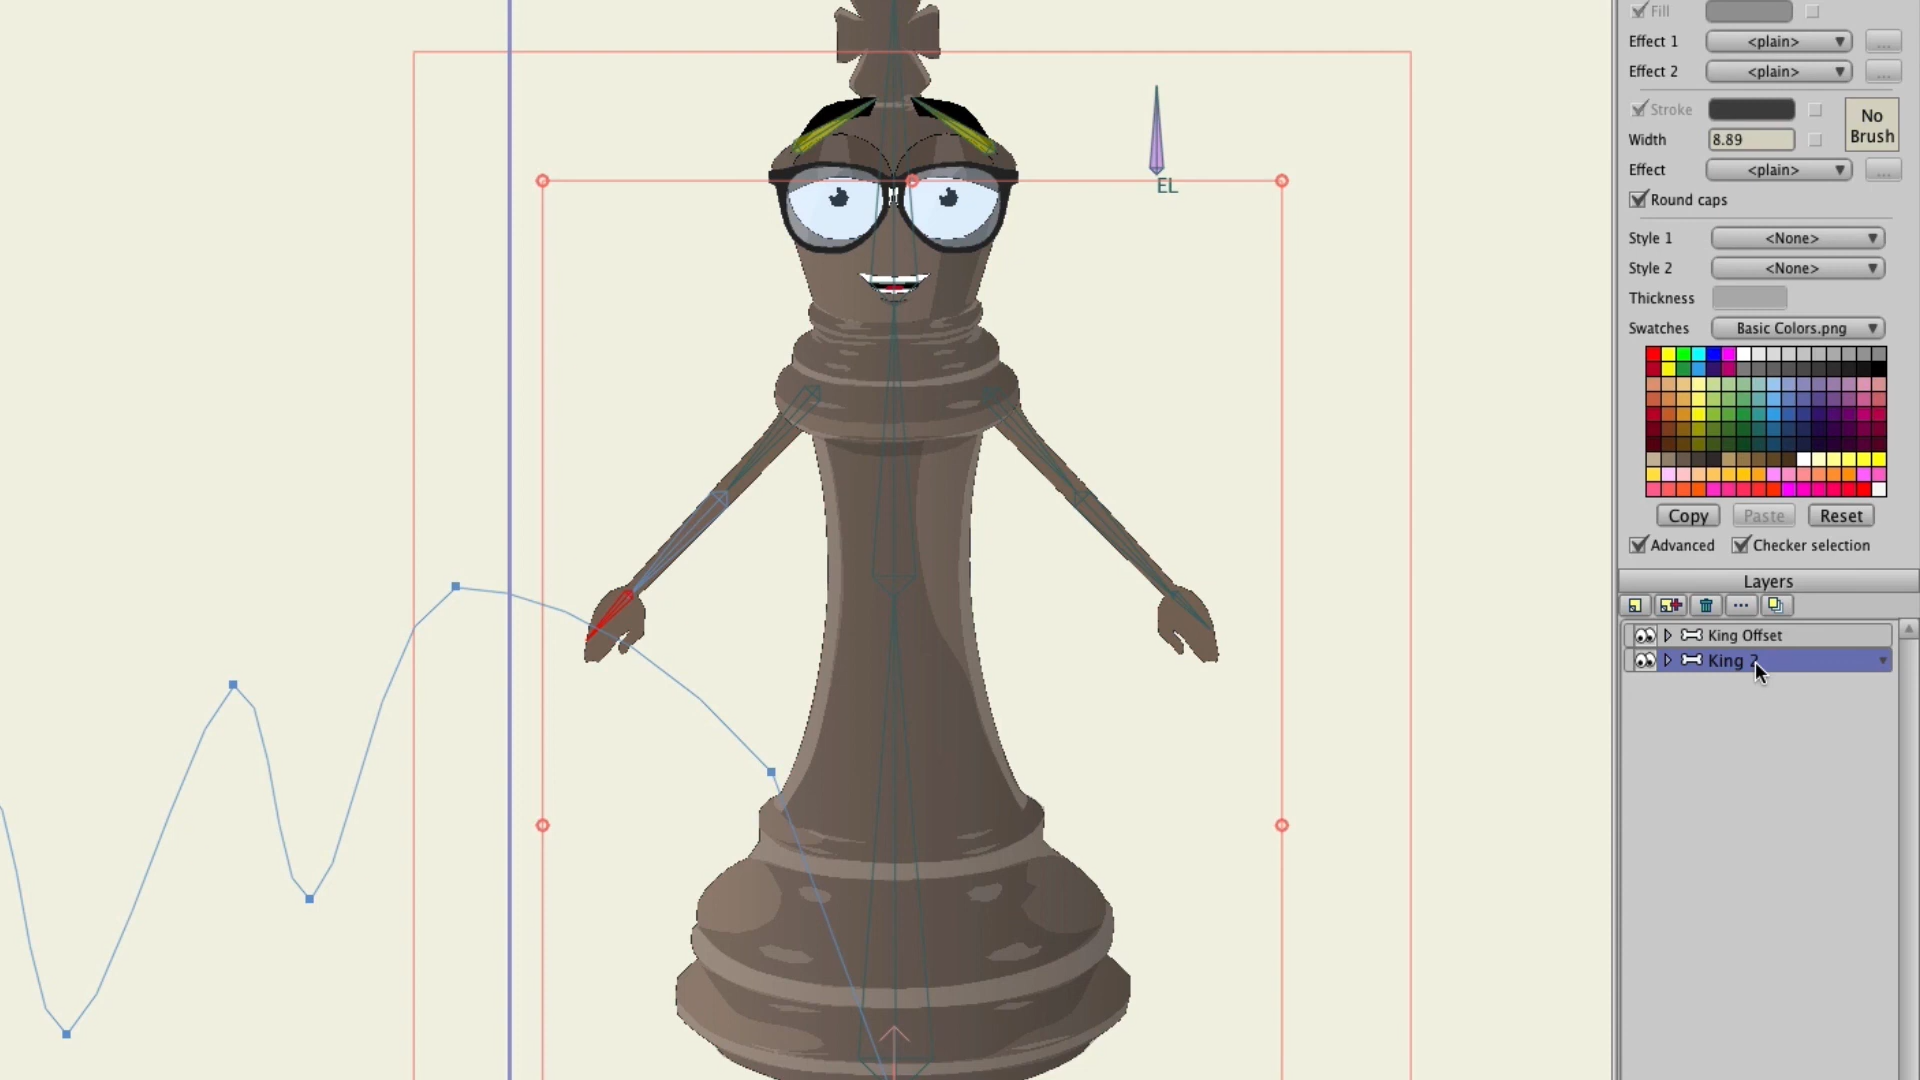 Fill
Effect 1 <plain> ...
Effect 2 <plain> ...
Stroke
No Brush
Width 8.89
Effect <plain> ...
Round caps
Style 1 <None>
Style 2 <None>
Thickness
Swatches Basic Colors.png
Copy Paste Reset
Advanced Checker selection
Layers
...
King Offset
King 2
EL